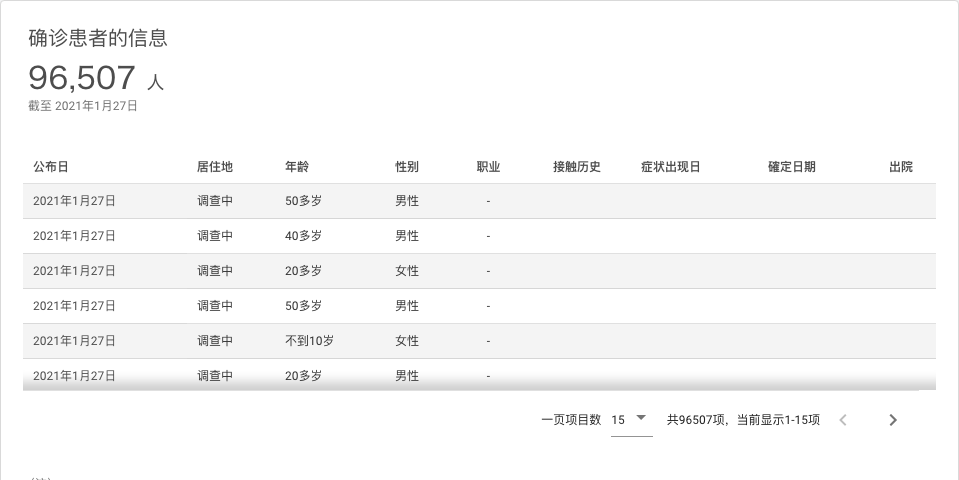 确诊患者的信息
96,507 人
截至 2021年1月27日
公布日 居住地 年龄 性别 职业 接触历史 症状出现日 確定日期 出院
2021年1月27日 调查中 50多岁 男性 -
2021年1月27日 调查中 40多岁 男性 -
2021年1月27日 调查中 20多岁 女性 -
2021年1月27日 调查中 50多岁 男性 -
2021年1月27日 调查中 不到10岁 女性 -
2021年1月27日 调查中 20多岁 男性 -
一页项目数 15 共96507项，当前显示1-15项